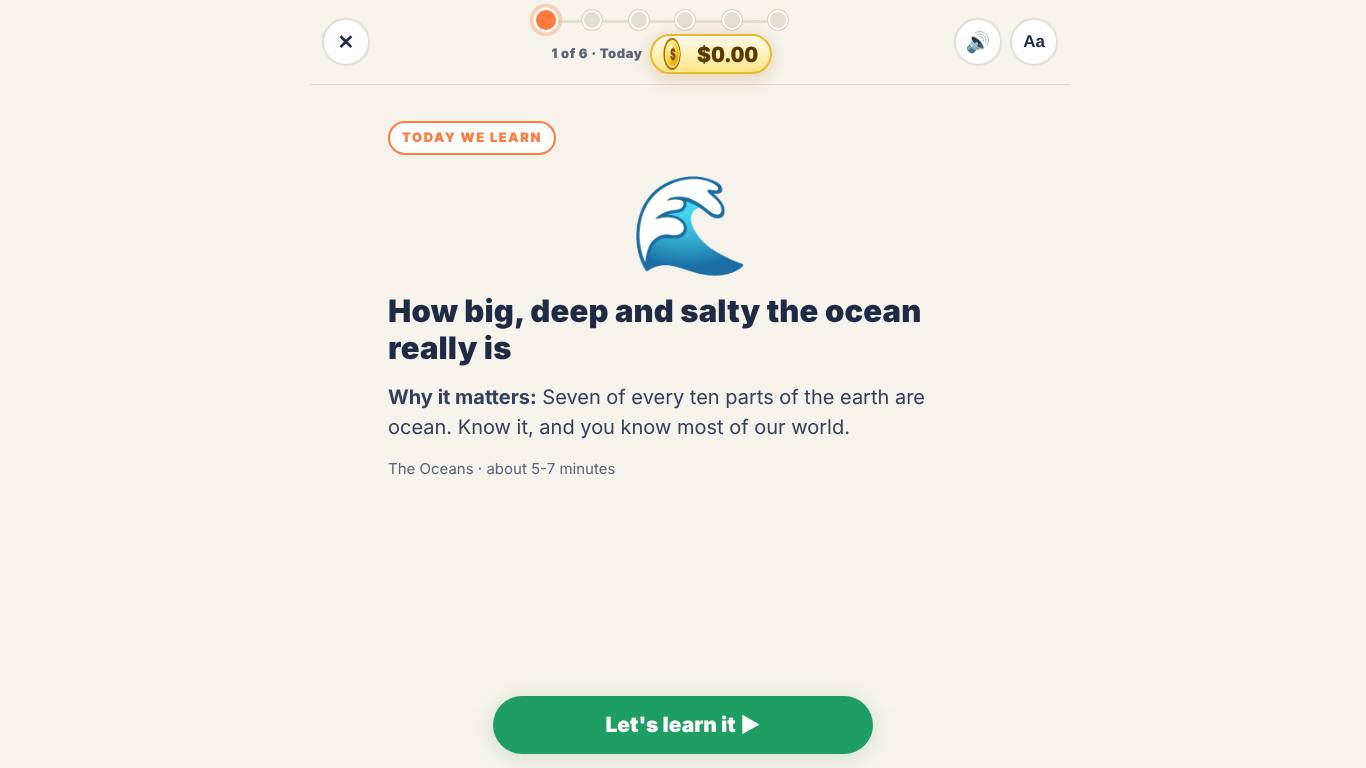 ✕
1 of 6 · Today
$0.00
Aa
TODAY WE LEARN
How big, deep and salty the ocean
really is
Why it matters: Seven of every ten parts of the earth are
ocean. Know it, and you know most of our world.
The Oceans · about 5-7 minutes
Let's learn it ▶